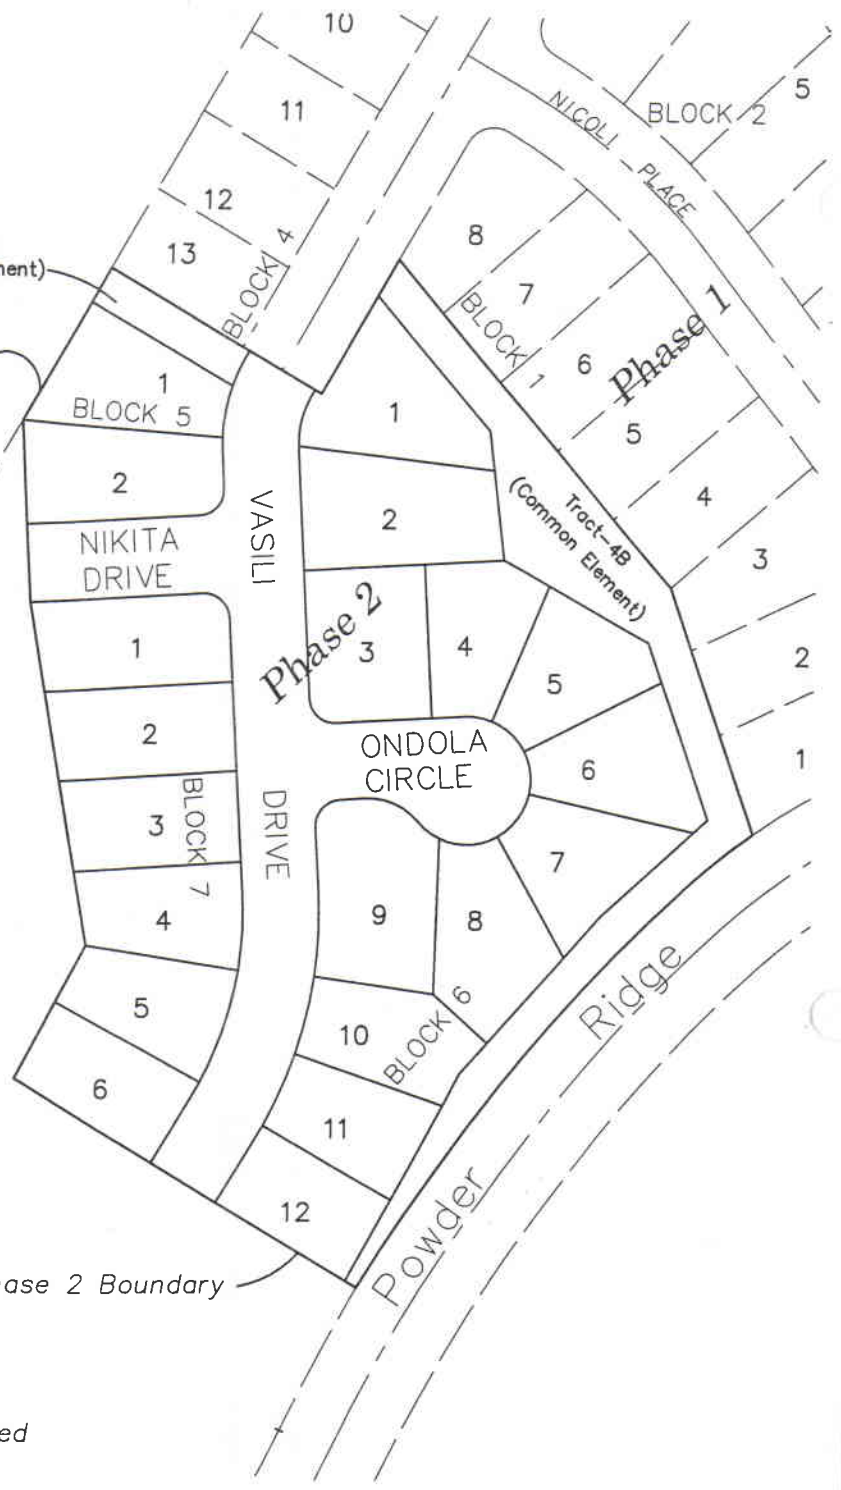 10
11
12
13
BLOCK 4
5
BLOCK 2
NICOLI PLACE
8
7
6
5
4
3
2
1
BLOCK 1
Phase 1
ment)
1
BLOCK 5
2
NIKITA
DRIVE
VASILI
DRIVE
1
2
3
4
5
6
BLOCK 7
Phase 2
1
2
3
4
5
6
7
8
9
10
11
12
BLOCK 6
ONDOLA
CIRCLE
Tract-4B
(Common Element)
Powder Ridge
ase 2 Boundary
ed